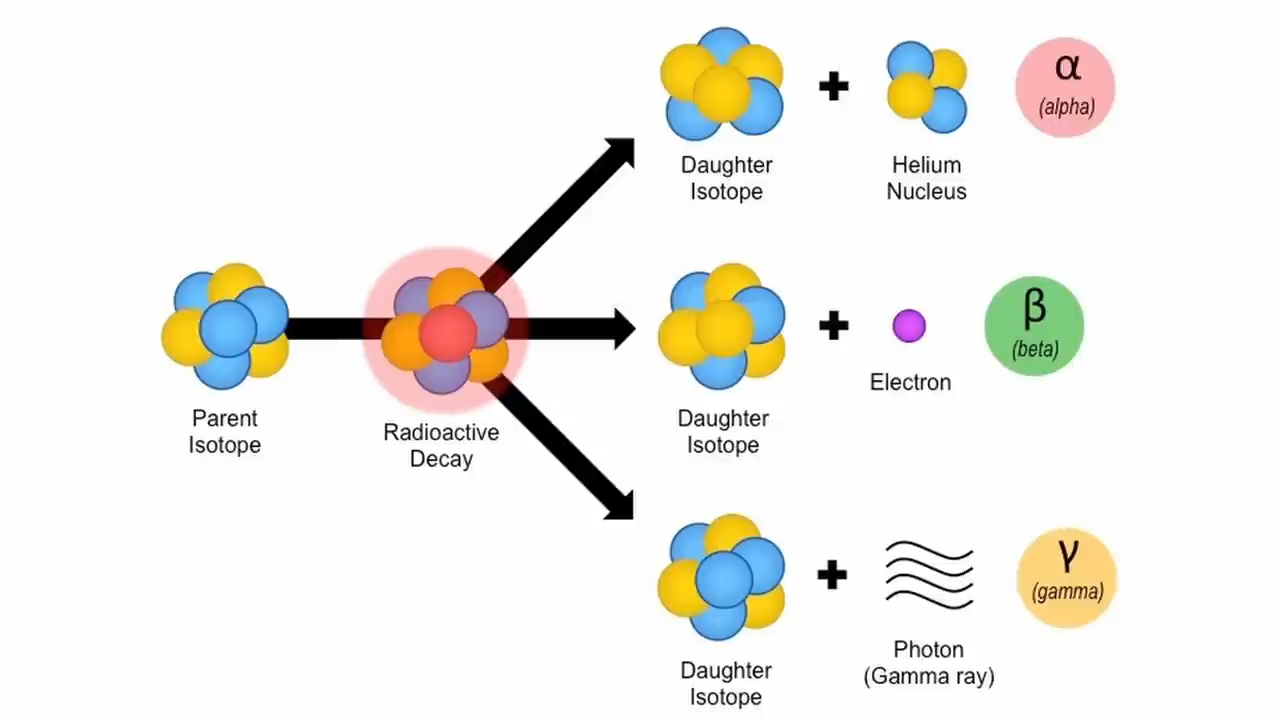 Parent
Isotope
Radioactive
Decay
Daughter
Isotope
Helium
Nucleus
α
(alpha)
Daughter
Isotope
Electron
β
(beta)
Daughter
Isotope
Photon
(Gamma ray)
γ
(gamma)